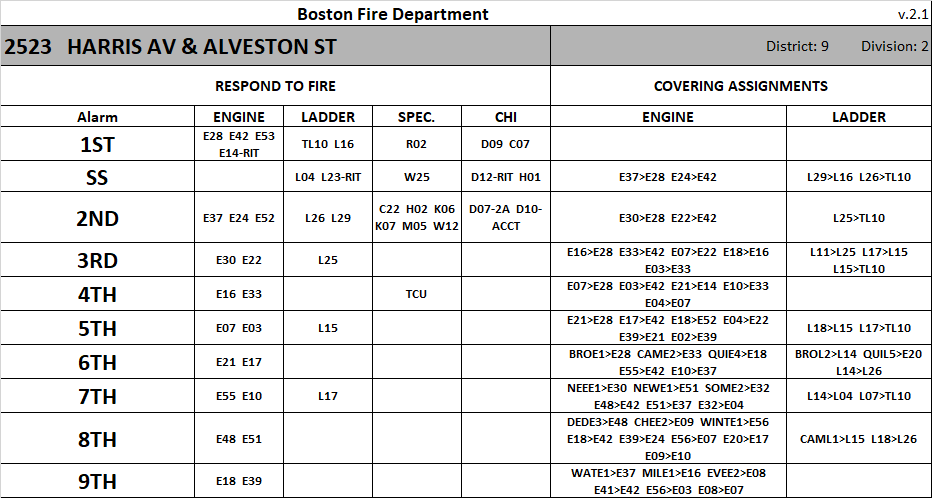 Boston Fire Department v.2.1
2523 HARRIS AV & ALVESTON ST District: 9 Division: 2
RESPOND TO FIRE COVERING ASSIGNMENTS
Alarm ENGINE LADDER SPEC. CHI ENGINE LADDER
1ST E28 E42 E53
E14-RIT TL10 L16 R02 D09 C07
SS L04 L23-RIT W25 D12-RIT H01 E37>E28 E24>E42 L29>L16 L26>TL10
2ND E37 E24 E52 L26 L29 C22 H02 K06
K07 M05 W12 D07-2A D10-
ACCT E30>E28 E22>E42 L25>TL10
3RD E30 E22 L25 E16>E28 E33>E42 E07>E22 E18>E16
E03>E33 L11>L25 L17>L15
L15>TL10
4TH E16 E33 TCU E07>E28 E03>E42 E21>E14 E10>E33
E04>E07
5TH E07 E03 L15 E21>E28 E17>E42 E18>E52 E04>E22
E39>E21 E02>E39 L18>L15 L17>TL10
6TH E21 E17 BROE1>E28 CAME2>E33 QUIE4>E18
E55>E42 E10>E37 BROL2>L14 QUIL5>E20
L14>L26
7TH E55 E10 L17 NEEE1>E30 NEWE1>E51 SOME2>E32
E48>E42 E51>E37 E32>E04 L14>L04 L07>TL10
8TH E48 E51 DEDE3>E48 CHEE2>E09 WINTE1>E56
E18>E42 E39>E24 E56>E07 E20>E17
E09>E10 CAML1>L15 L18>L26
9TH E18 E39 WATE1>E37 MILE1>E16 EVEE2>E08
E41>E42 E56>E03 E08>E07